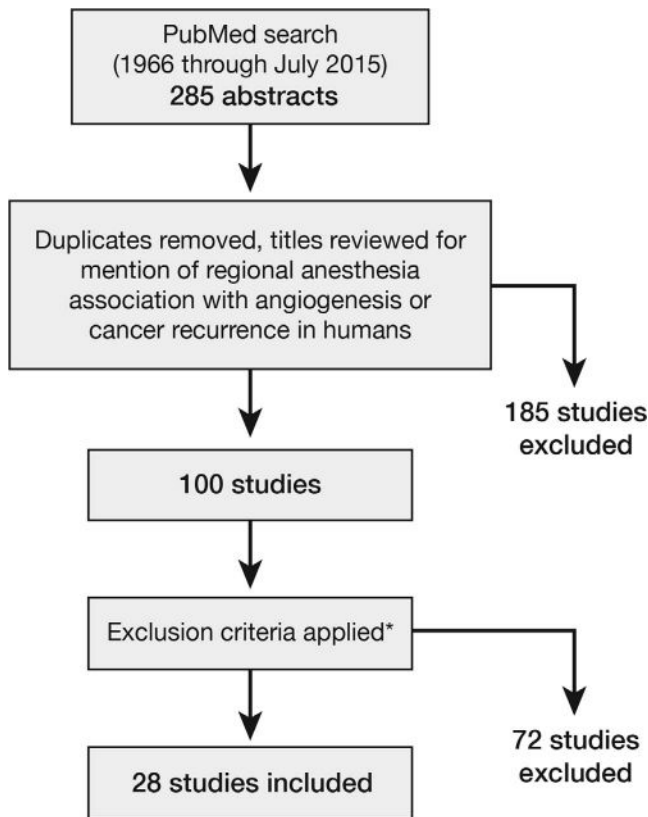 PubMed search
(1966 through July 2015)
285 abstracts
Duplicates removed, titles reviewed for
mention of regional anesthesia
association with angiogenesis or
cancer recurrence in humans
185 studies
excluded
100 studies
Exclusion criteria applied*
72 studies
excluded
28 studies included